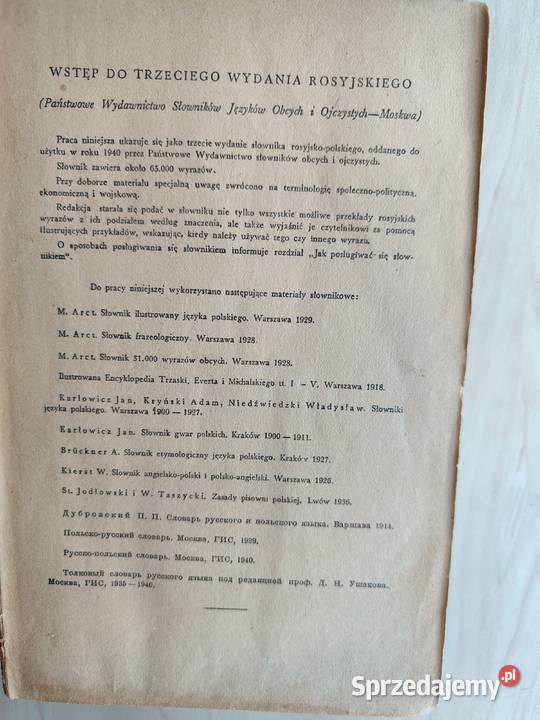 WSTĘP DO TRZECIEGO WYDANIA ROSYJSKIEGO
(Państwowe Wydawnictwo Słowników Języków Obcych i Ojczystych—Moskwa)
Praca niniejsza ukazuje się jako trzecie wydanie słownika rosyjsko-polskiego, oddanego do
użytku w roku 1940 przez Państwowe Wydawnictwo słowników obcych i ojczystych.
Słownik zawiera około 65.000 wyrazów.
Przy doborze materiału specjalną uwagę zwrócono na terminologię społeczno-polityczną,
ekonomiczną i wojskową.
Redakcja starała się podać w słowniku nie tylko wszystkie możliwe przekłady rosyjskich
wyrazów z ich podziałem według znaczenia, ale także wyjaśnić je czytelnikowi za pomocą
ilustrujących przykładów, wskazując, kiedy należy używać tego czy innego wyrazu.
O sposobach posługiwania się słownikiem informuje rozdział „Jak posługiwać się słow-
nikiem".
Do pracy niniejszej wykorzystano następujące materiały słownikowe:
M. Arct. Słownik ilustrowany języka polskiego. Warszawa 1929.
M. Arct. Słownik frazeologiczny. Warszawa 1928.
M. Arct. Słownik 31.000 wyrazów obcych. Warszawa 1928.
Ilustrowana Encyklopedia Trzaski, Everta i Michalskiego tt. I — V. Warszawa 1918.
Karłowicz Jan, Kryński Adam, Niedźwiedzki Władysław. Słowniki
języka polskiego. Warszawa 1900 — 1927.
Karłowicz Jan. Słownik gwar polskich. Kraków 1900 — 1911.
Brückner A. Słownik etymologiczny języka polskiego. Kraków 1927.
Kierst W. Słownik angielsko-polski i polsko-angielski. Warszawa 1926.
St. Jodłowski i W. Taszycki. Zasady pisowni polskiej, Lwów 1936.
Дубровский П. П. Словарь русского и польского языка. Варшава 1914.
Польско-русский словарь. Москва, ГИС, 1939.
Русско-польский словарь. Москва, ГИС, 1940.
Толковый словарь русского языка под редакцией проф. Д. Н. Ушакова.
Москва, ГИС, 1935 — 1940.
Sprzedajemy.pl